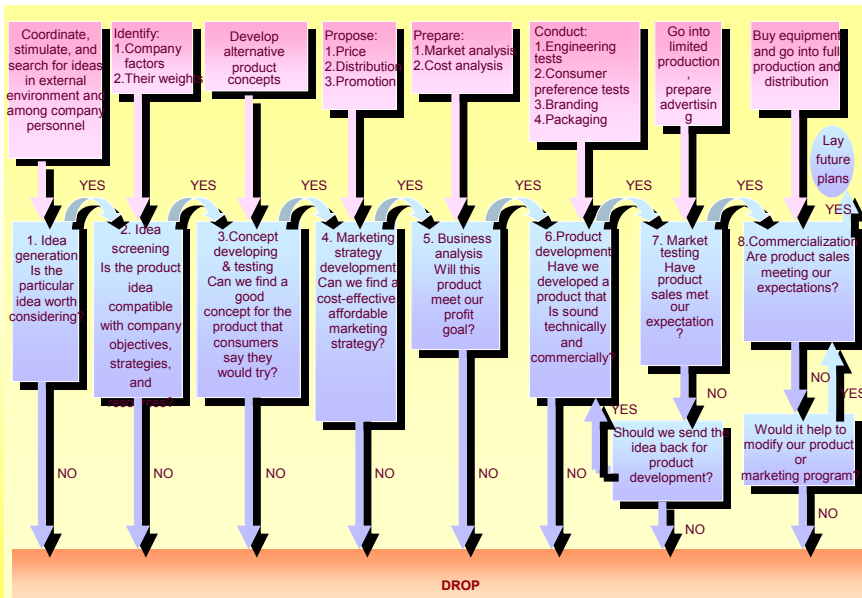 Coordinate,
stimulate, and
search for ideas
in external
environment and
among company
personnel
Identify:
1.Company
factors
2.Their weights
Develop
alternative
product
concepts
Propose:
1.Price
2.Distribution
3.Promotion
Prepare:
1.Market analysis
2.Cost analysis
Conduct:
1.Engineering
tests
2.Consumer
preference tests
3.Branding
4.Packaging
Go into
limited
production
,
prepare
advertisin
g
Buy equipment
and go into full
production and
distribution
Lay
future
plans
YES
YES
YES
YES
YES
YES
YES
YES
1. Idea
generation
Is the
particular
idea worth
considering?
2. Idea
screening
Is the product
idea
compatible
with company
objectives,
strategies,
and
resources?
3.Concept
developing
& testing
Can we find a
good
concept for the
product that
consumers
say they
would try?
4. Marketing
strategy
development
Can we find a
cost-effective,
affordable
marketing
strategy?
5. Business
analysis
Will this
product
meet our
profit
goal?
6.Product
development
Have we
developed a
product that
Is sound
technically
and
commercially?
7. Market
testing
Have
product
sales met
our
expectation
?
8.Commercialization
Are product sales
meeting our
expectations?
NO
NO
YES
YES
Should we send the
idea back for
product
development?
Would it help to
modify our product
or
marketing program?
NO
NO
NO
NO
NO
NO
NO
NO
DROP